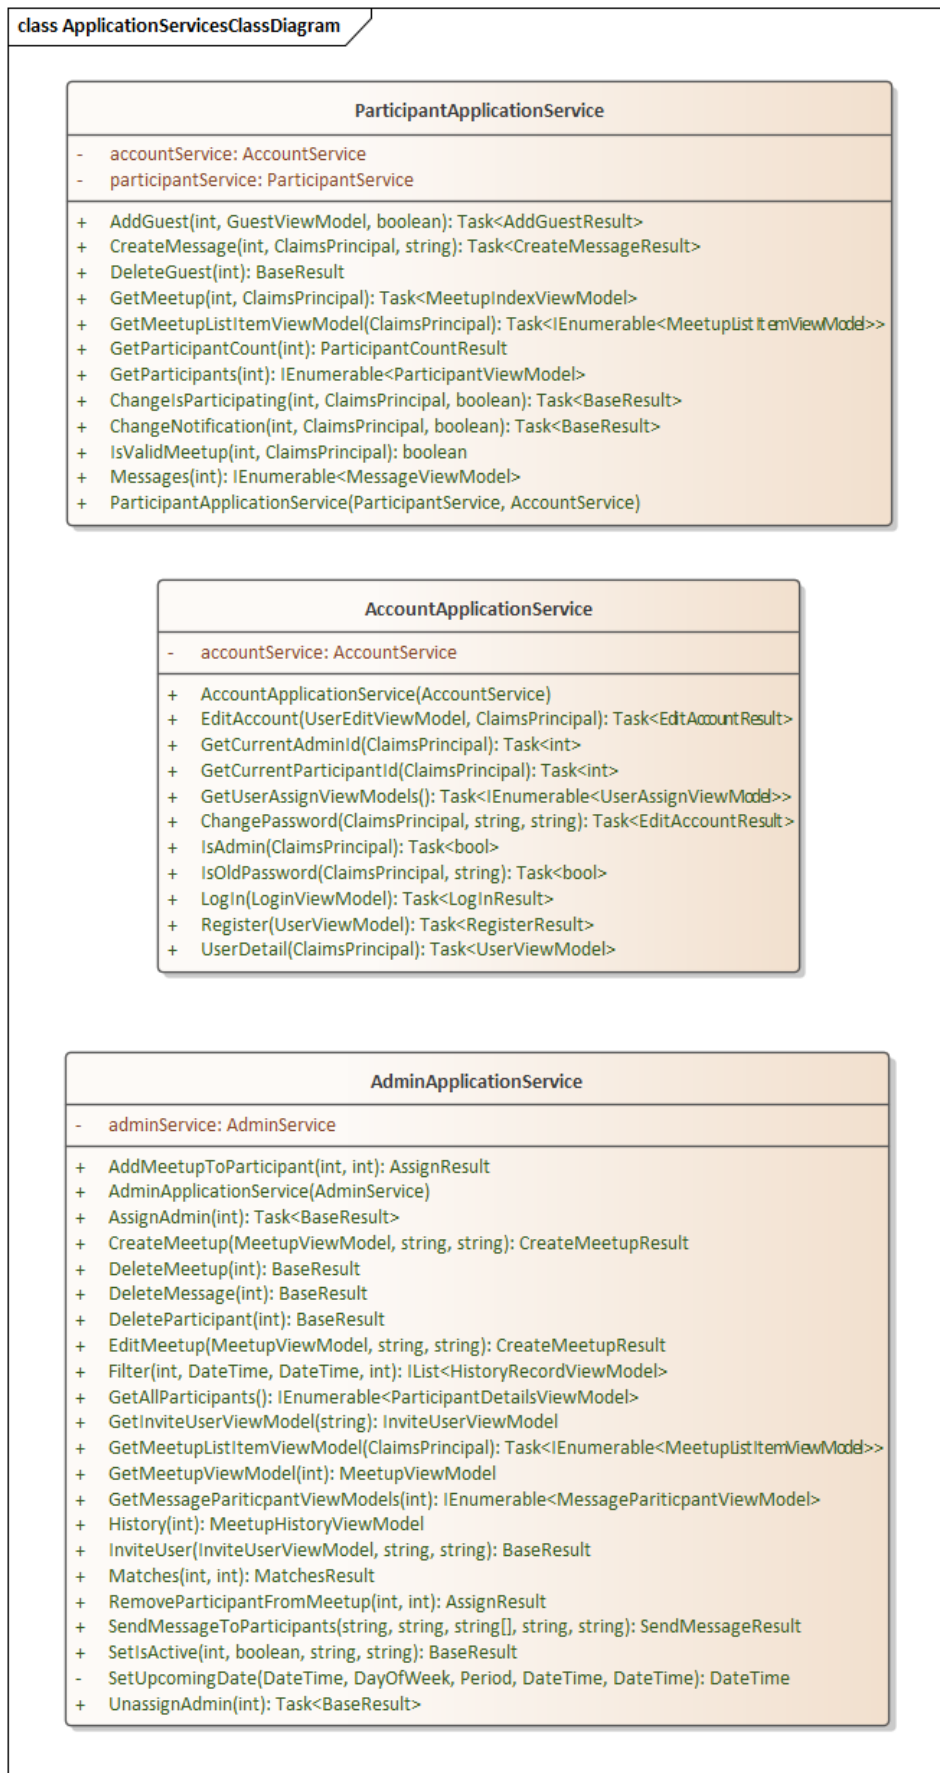 class ApplicationServicesClassDiagram
ParticipantApplicationService
- accountService: AccountService
- participantService: ParticipantService
+ AddGuest(int, GuestViewModel, boolean): Task<AddGuestResult>
+ CreateMessage(int, ClaimsPrincipal, string): Task<CreateMessageResult>
+ DeleteGuest(int): BaseResult
+ GetMeetup(int, ClaimsPrincipal): Task<MeetupIndexViewModel>
+ GetMeetupListItemViewModel(ClaimsPrincipal): Task<IEnumerable<MeetupListItemViewModel>>
+ GetParticipantCount(int): ParticipantCountResult
+ GetParticipants(int): IEnumerable<ParticipantViewModel>
+ ChangeIsParticipating(int, ClaimsPrincipal, boolean): Task<BaseResult>
+ ChangeNotification(int, ClaimsPrincipal, boolean): Task<BaseResult>
+ IsValidMeetup(int, ClaimsPrincipal): boolean
+ Messages(int): IEnumerable<MessageViewModel>
+ ParticipantApplicationService(ParticipantService, AccountService)
AccountApplicationService
- accountService: AccountService
+ AccountApplicationService(AccountService)
+ EditAccount(UserEditViewModel, ClaimsPrincipal): Task<EditAccountResult>
+ GetCurrentAdminId(ClaimsPrincipal): Task<int>
+ GetCurrentParticipantId(ClaimsPrincipal): Task<int>
+ GetUserAssignViewModels(): Task<IEnumerable<UserAssignViewModel>>
+ ChangePassword(ClaimsPrincipal, string, string): Task<EditAccountResult>
+ IsAdmin(ClaimsPrincipal): Task<bool>
+ IsOldPassword(ClaimsPrincipal, string): Task<bool>
+ LogIn(LoginViewModel): Task<LogInResult>
+ Register(UserViewModel): Task<RegisterResult>
+ UserDetail(ClaimsPrincipal): Task<UserViewModel>
AdminApplicationService
- adminService: AdminService
+ AddMeetupToParticipant(int, int): AssignResult
+ AdminApplicationService(AdminService)
+ AssignAdmin(int): Task<BaseResult>
+ CreateMeetup(MeetupViewModel, string, string): CreateMeetupResult
+ DeleteMeetup(int): BaseResult
+ DeleteMessage(int): BaseResult
+ DeleteParticipant(int): BaseResult
+ EditMeetup(MeetupViewModel, string, string): CreateMeetupResult
+ Filter(int, DateTime, DateTime, int): IList<HistoryRecordViewModel>
+ GetAllParticipants(): IEnumerable<ParticipantDetailsViewModel>
+ GetInviteUserViewModel(string): InviteUserViewModel
+ GetMeetupListItemViewModel(ClaimsPrincipal): Task<IEnumerable<MeetupListItemViewModel>>
+ GetMeetupViewModel(int): MeetupViewModel
+ GetMessagePariticpantViewModels(int): IEnumerable<MessagePariticpantViewModel>
+ History(int): MeetupHistoryViewModel
+ InviteUser(InviteUserViewModel, string, string): BaseResult
+ Matches(int, int): MatchesResult
+ RemoveParticipantFromMeetup(int, int): AssignResult
+ SendMessageToParticipants(string, string, string[], string, string): SendMessageResult
+ SetIsActive(int, boolean, string, string): BaseResult
- SetUpcomingDate(DateTime, DayOfWeek, Period, DateTime, DateTime): DateTime
+ UnassignAdmin(int): Task<BaseResult>